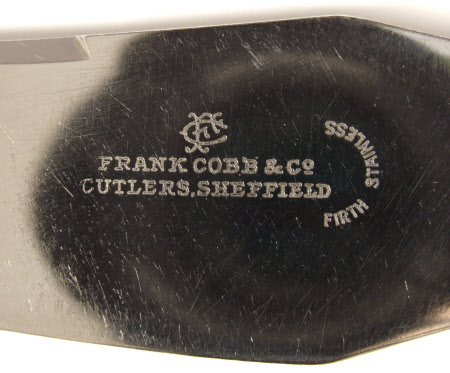 FRANK COBB & Cº
CUTLERS, SHEFFIELD
FIRTH STAINLESS